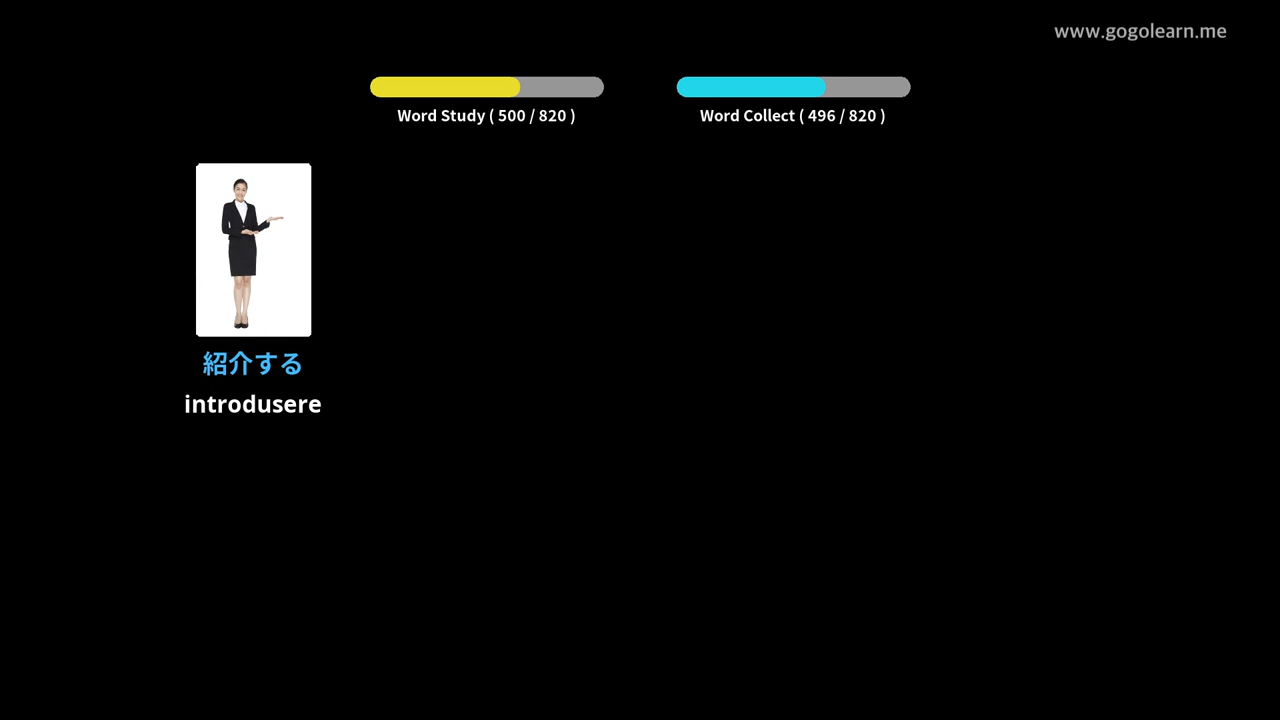 www.gogolearn.me
Word Study ( 500 / 820 )
Word Collect ( 496 / 820 )
紹介する
introdusere